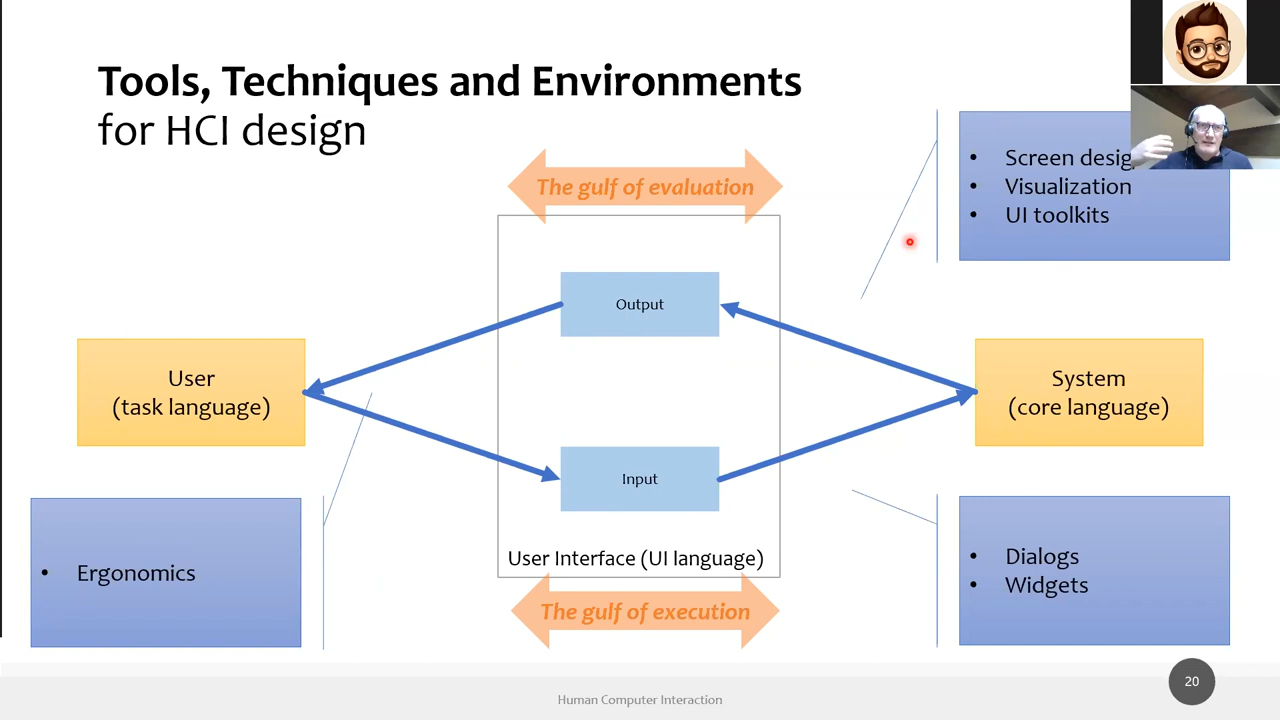 Tools, Techniques and Environments
for HCI design
The gulf of evaluation
• Screen
• Visualization
• UI toolkits
Output
User
(task language)
System
(core language)
Input
User Interface (UI language)
• Ergonomics
• Dialogs
• Widgets
The gulf of execution
20
Human Computer Interaction